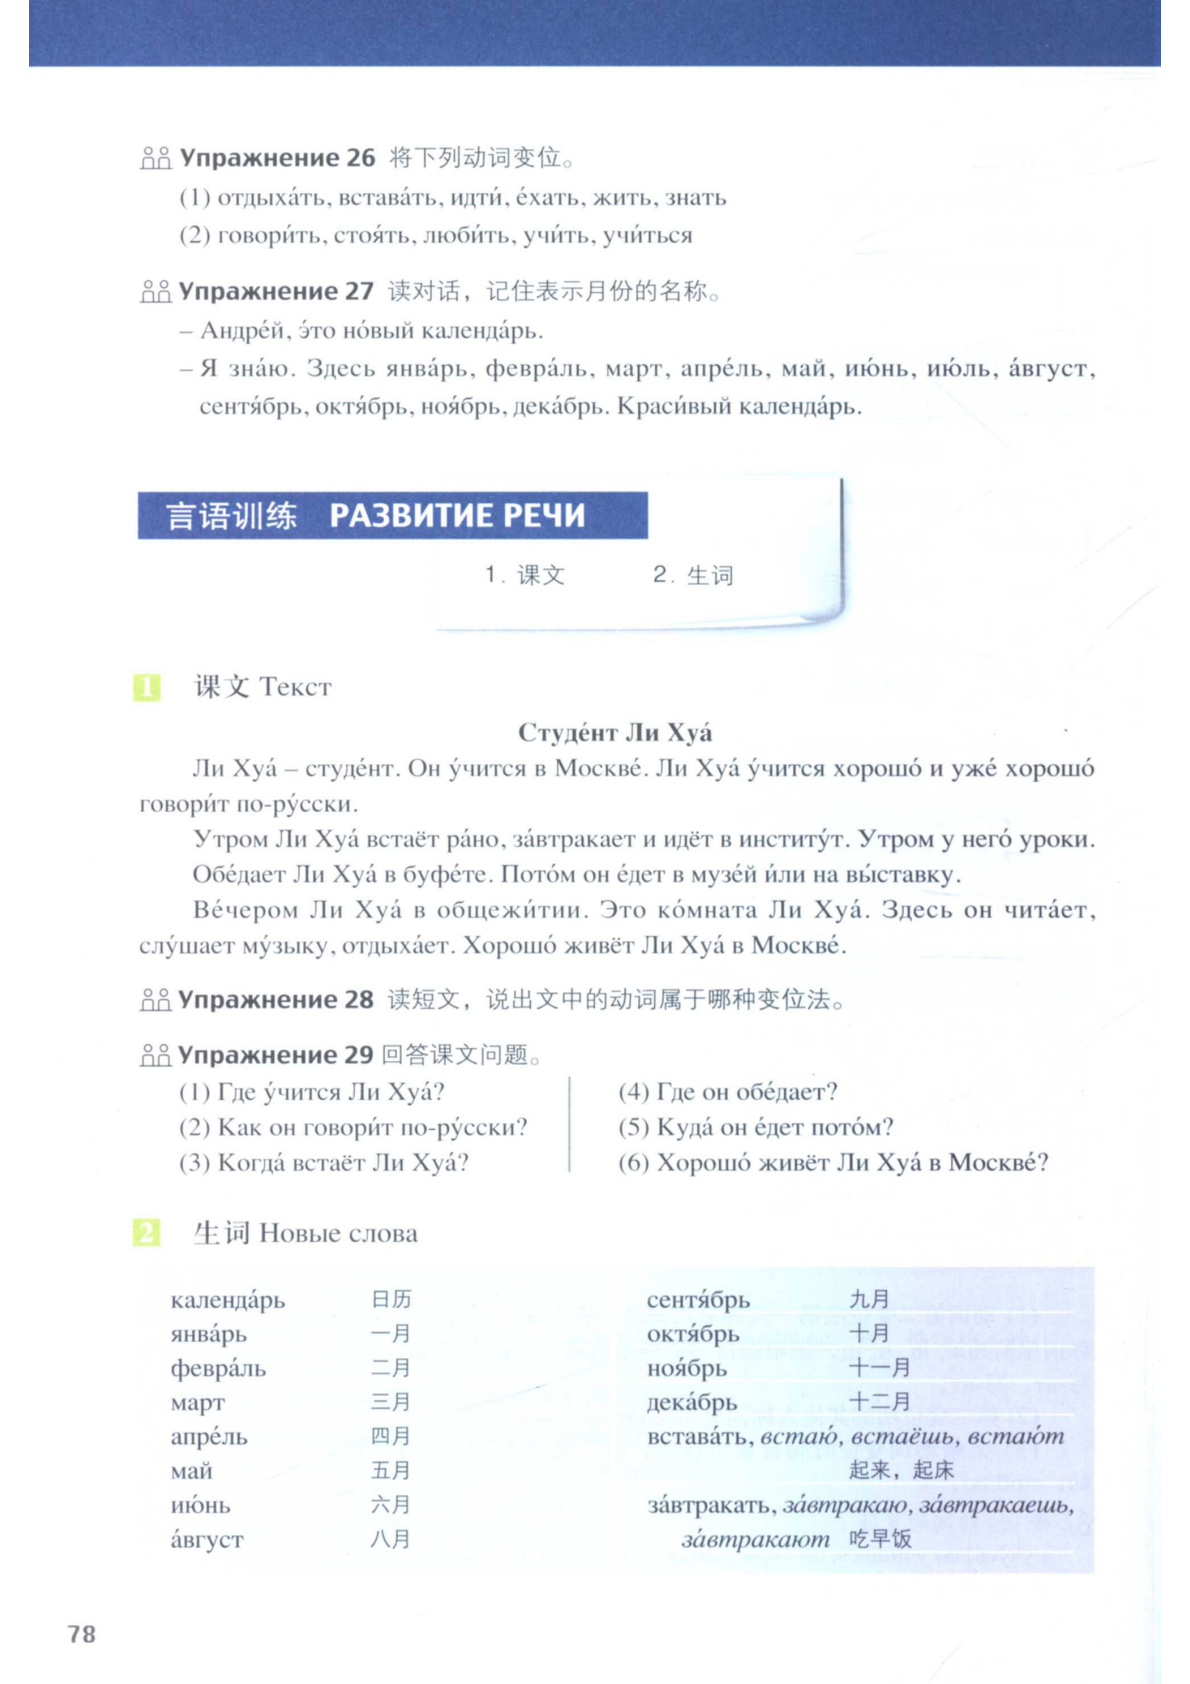 Упражнение 26 将下列动词变位。
(1) отдыха́ть, встава́ть, идти́, е́хать, жить, знать
(2) говори́ть, стоя́ть, люби́ть, учи́ть, учи́ться
Упражнение 27 读对话，记住表示月份的名称。
– Андре́й, э́то но́вый календа́рь.
– Я зна́ю. Здесь янва́рь, февра́ль, март, апре́ль, май, ию́нь, ию́ль, а́вгуст,
сентя́брь, октя́брь, ноя́брь, дека́брь. Краси́вый календа́рь.
言语训练 РАЗВИТИЕ РЕЧИ
1. 课文 2. 生词
1 课文 Текст
Студе́нт Ли Хуа́
Ли Хуа́ – студе́нт. Он у́чится в Москве́. Ли Хуа́ у́чится хорошо́ и уже́ хорошо́
говори́т по-ру́сски.
Утром Ли Хуа́ встаёт ра́но, за́втракает и идёт в институ́т. Утром у него́ уроки.
Обе́дает Ли Хуа́ в буфе́те. Пото́м он е́дет в музе́й и́ли на вы́ставку.
Ве́чером Ли Хуа́ в общежи́тии. Это ко́мната Ли Хуа́. Здесь он чита́ет,
слу́шает му́зыку, отдыха́ет. Хорошо́ живёт Ли Хуа́ в Москве́.
Упражнение 28 读短文，说出文中的动词属于哪种变位法。
Упражнение 29 回答课文问题。
(1) Где у́чится Ли Хуа́?
(2) Как он говори́т по-ру́сски?
(3) Когда́ встаёт Ли Хуа́?
(4) Где он обе́дает?
(5) Куда́ он е́дет пото́м?
(6) Хорошо́ живёт Ли Хуа́ в Москве́?
2 生词 Новые слова
календа́рь 日历
янва́рь 一月
февра́ль 二月
март 三月
апре́ль 四月
май 五月
ию́нь 六月
а́вгуст 八月
сентя́брь 九月
октя́брь 十月
ноя́брь 十一月
дека́брь 十二月
встава́ть, встаю́, встаёшь, встаю́т
起来，起床
за́втракать, за́втракаю, за́втракаешь,
за́втракают 吃早饭
78